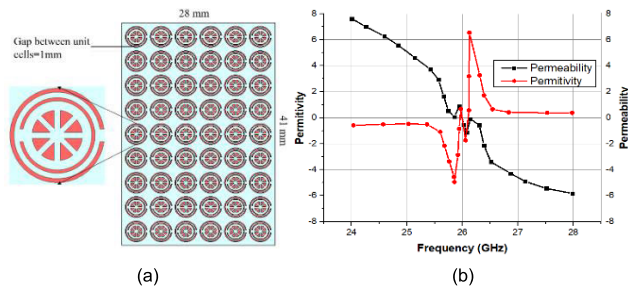 28 mm
Gap between unit
cells=1mm
41 mm
(a)
8
6
4
2
0
-2
-4
-6
-8
Permitivity
Permeability
Permitivity
8
6
4
2
0
-2
-4
-6
-8
Permeability
24
25
26
27
28
Frequency (GHz)
(b)